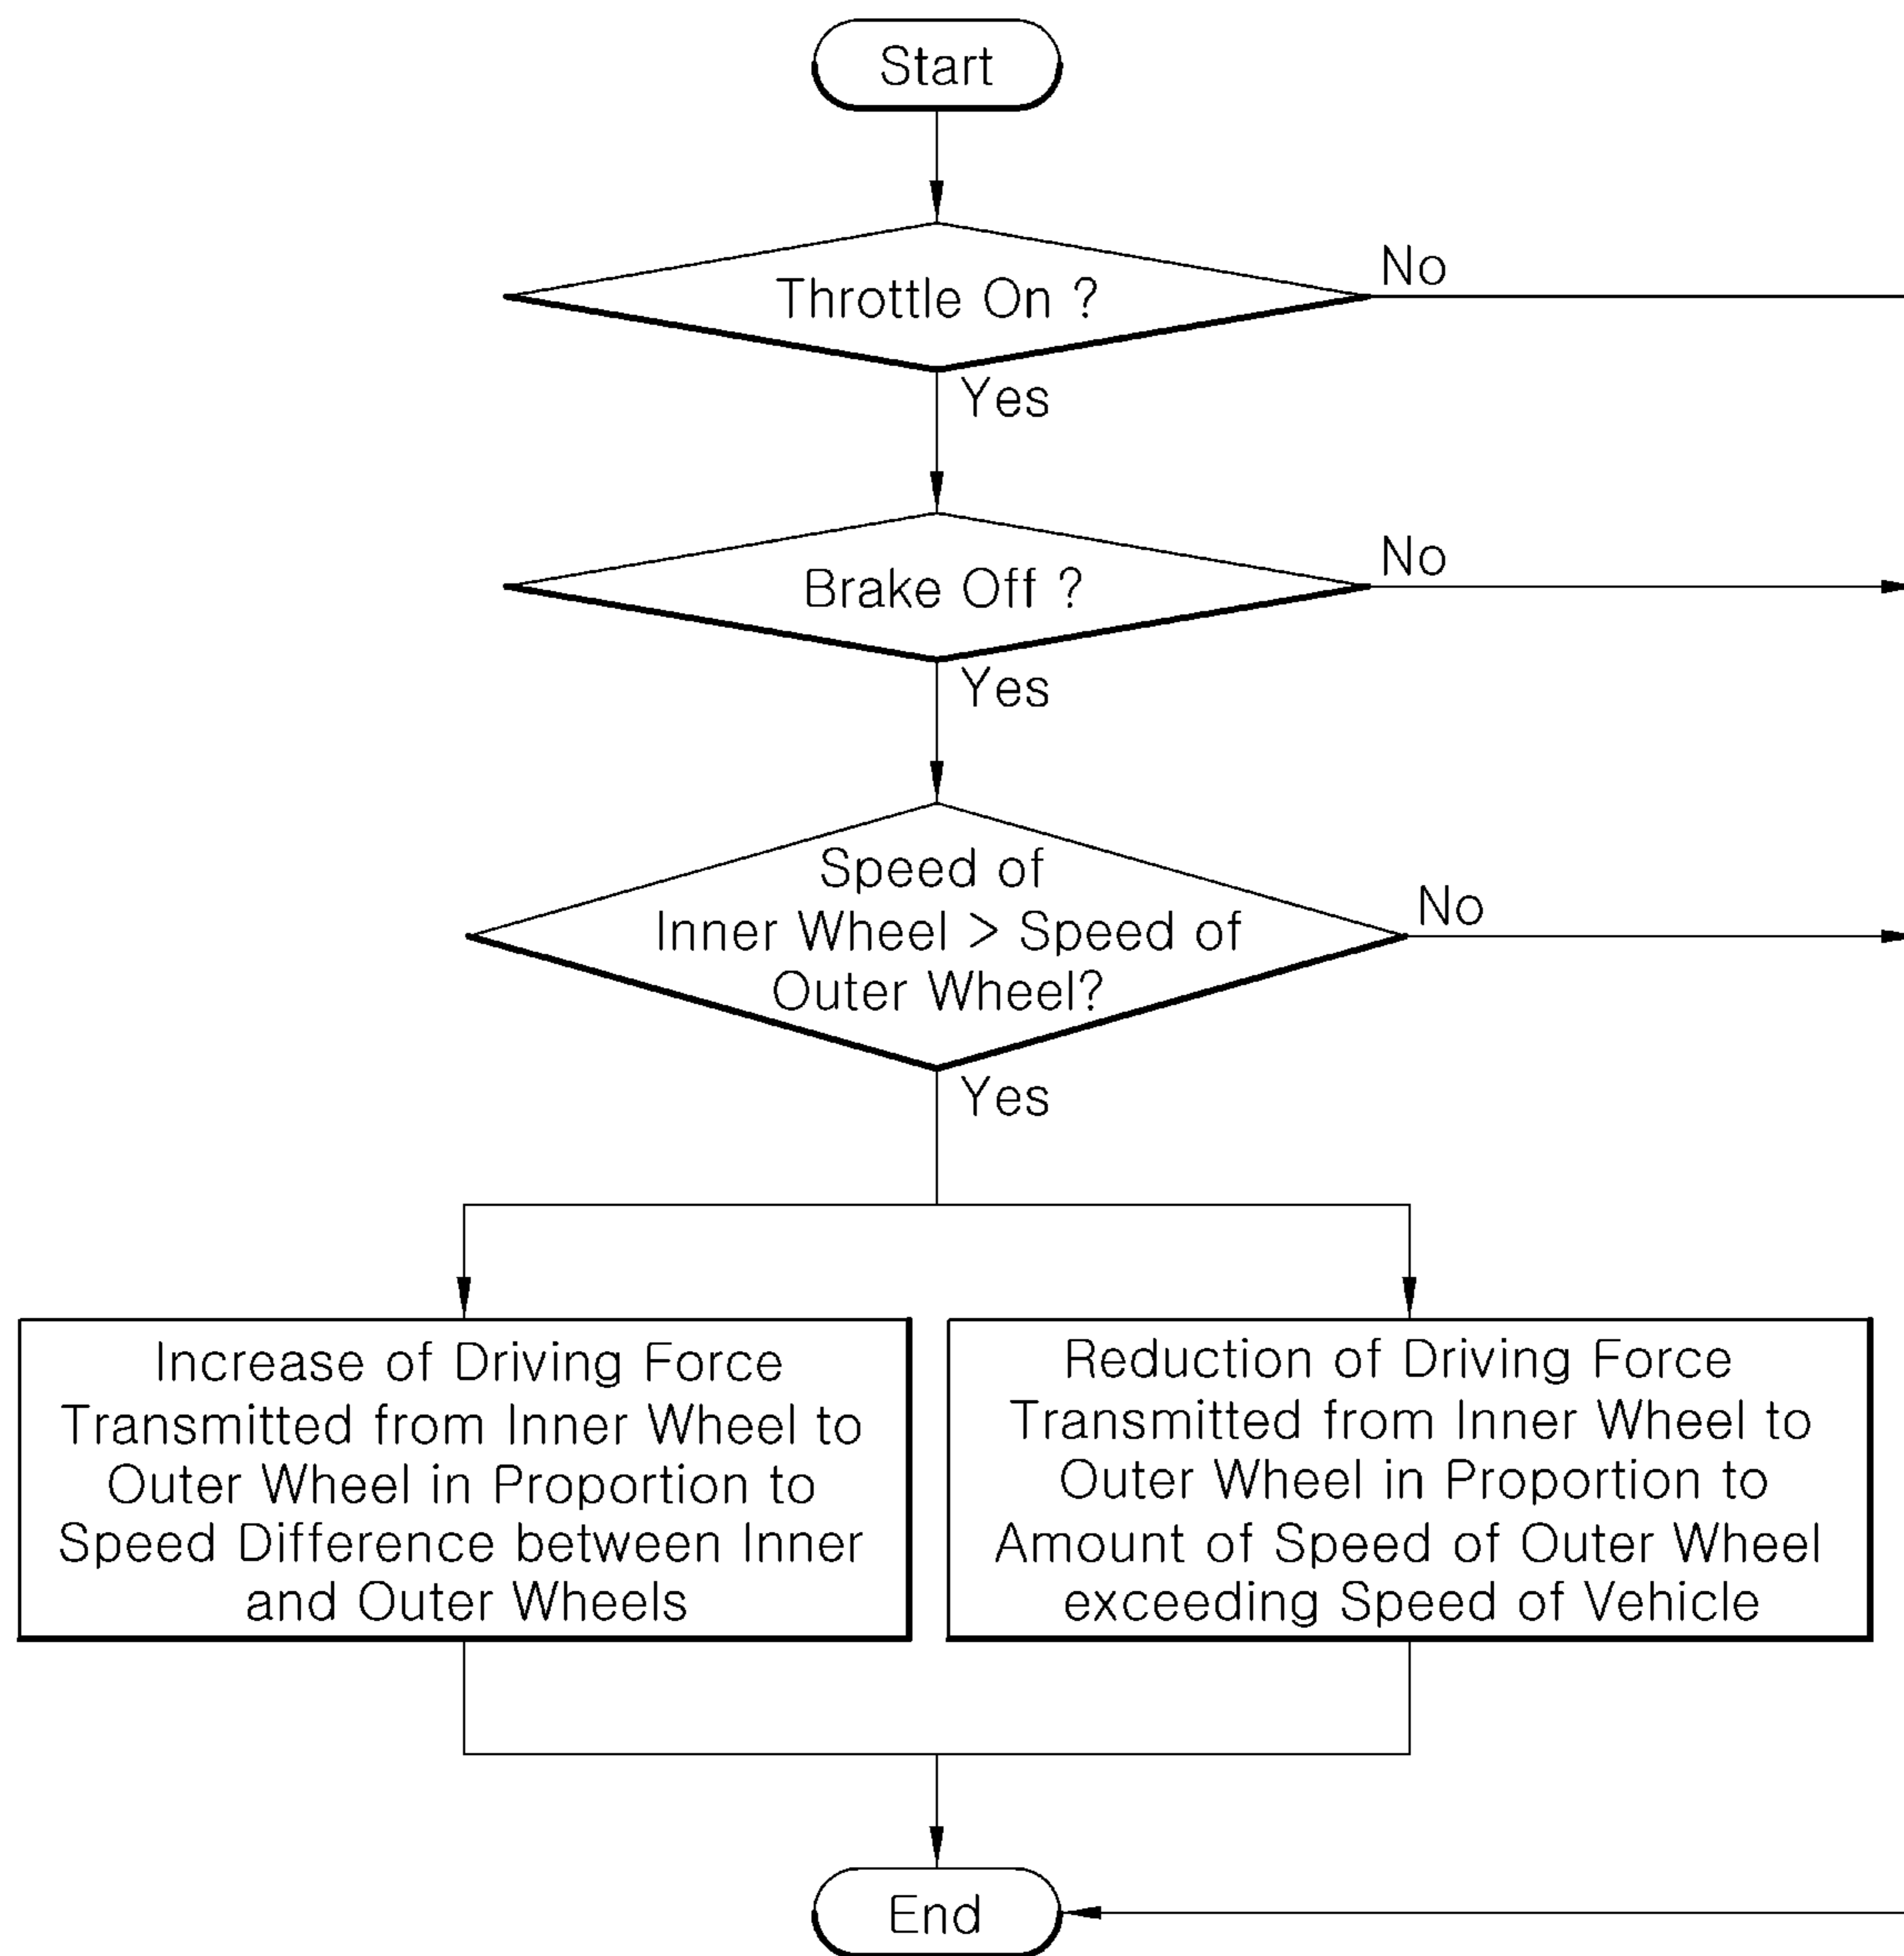 Start
Throttle On ?
No
Yes
Brake Off ?
No
Yes
Speed of
Inner Wheel > Speed of
Outer Wheel?
No
Yes
Increase of Driving Force
Transmitted from Inner Wheel to
Outer Wheel in Proportion to
Speed Difference between Inner
and Outer Wheels
Reduction of Driving Force
Transmitted from Inner Wheel to
Outer Wheel in Proportion to
Amount of Speed of Outer Wheel
exceeding Speed of Vehicle
End